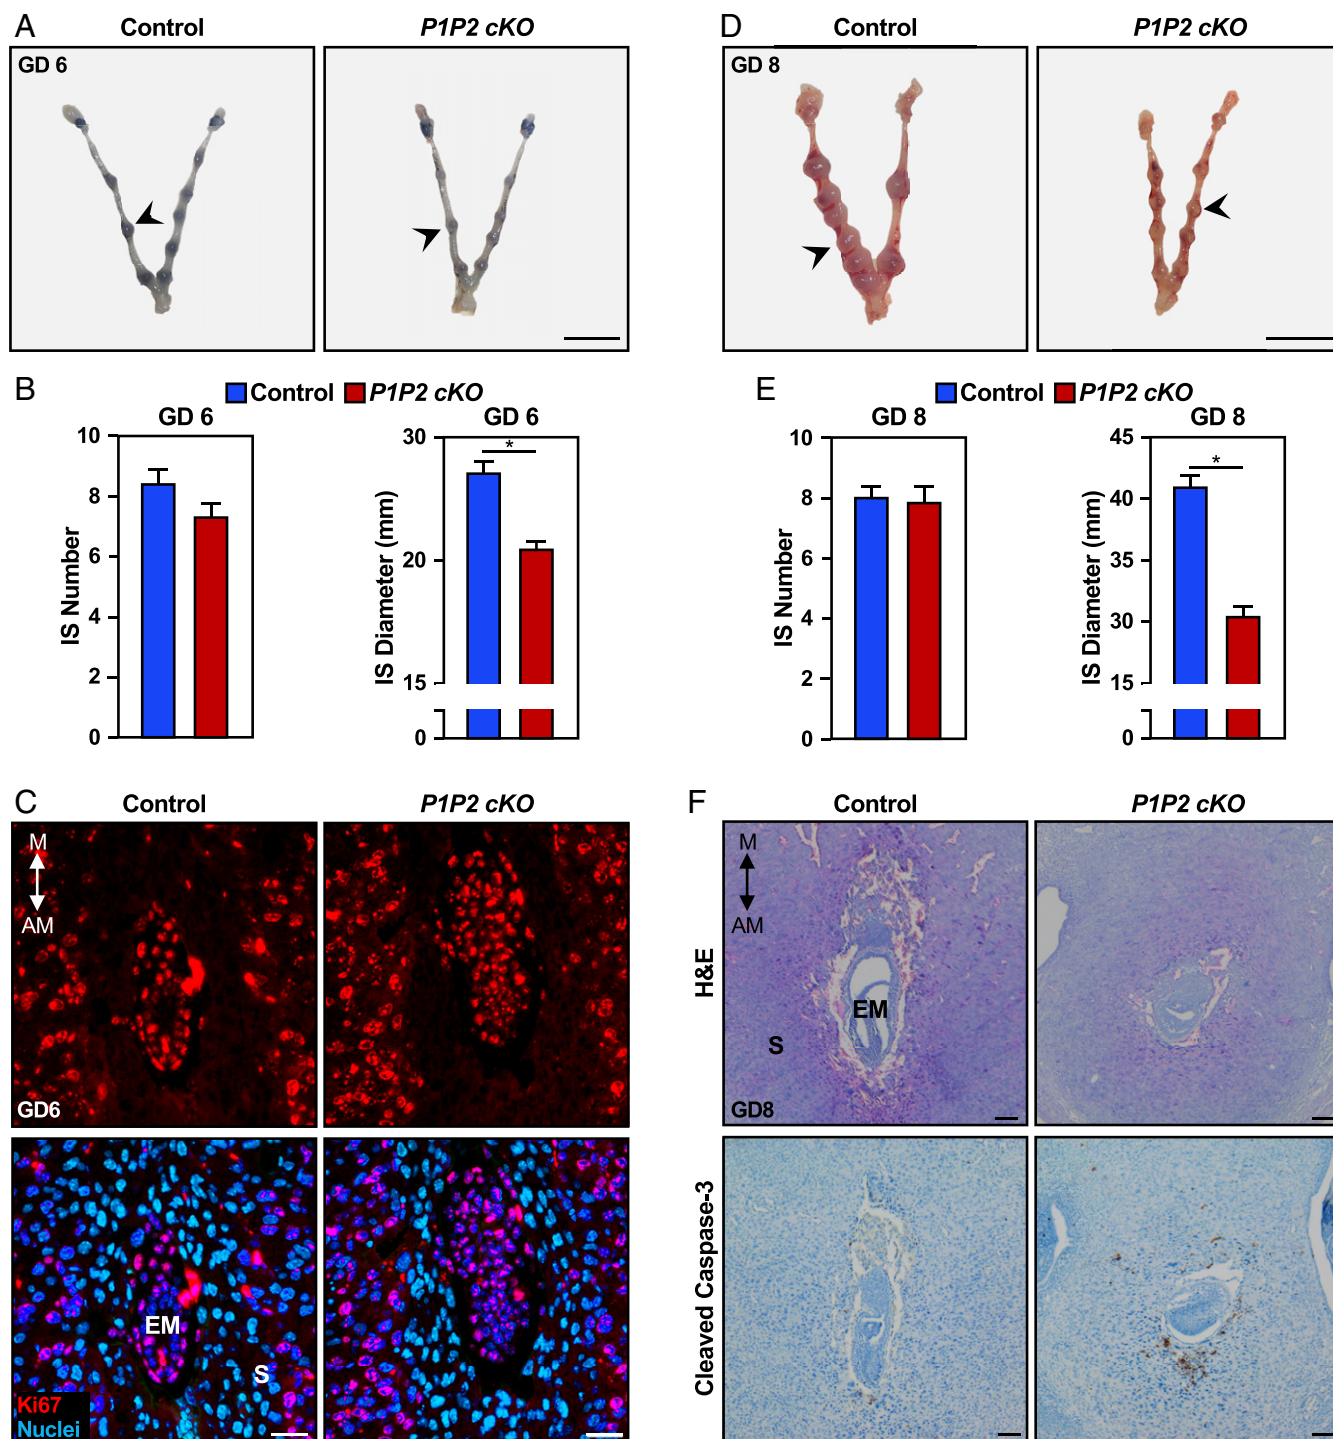 A
Control
P1P2 cKO
GD 6
D
Control
P1P2 cKO
GD 8
B
Control
P1P2 cKO
GD 6
IS Number
10
8
6
4
2
0
GD 6
IS Diameter (mm)
30
20
15
0
*
E
Control
P1P2 cKO
GD 8
IS Number
10
8
6
4
2
0
GD 8
IS Diameter (mm)
45
40
30
15
0
*
C
Control
P1P2 cKO
M
AM
GD6
EM
S
Ki67
Nuclei
F
Control
P1P2 cKO
H&E
M
AM
EM
S
GD8
Cleaved Caspase-3